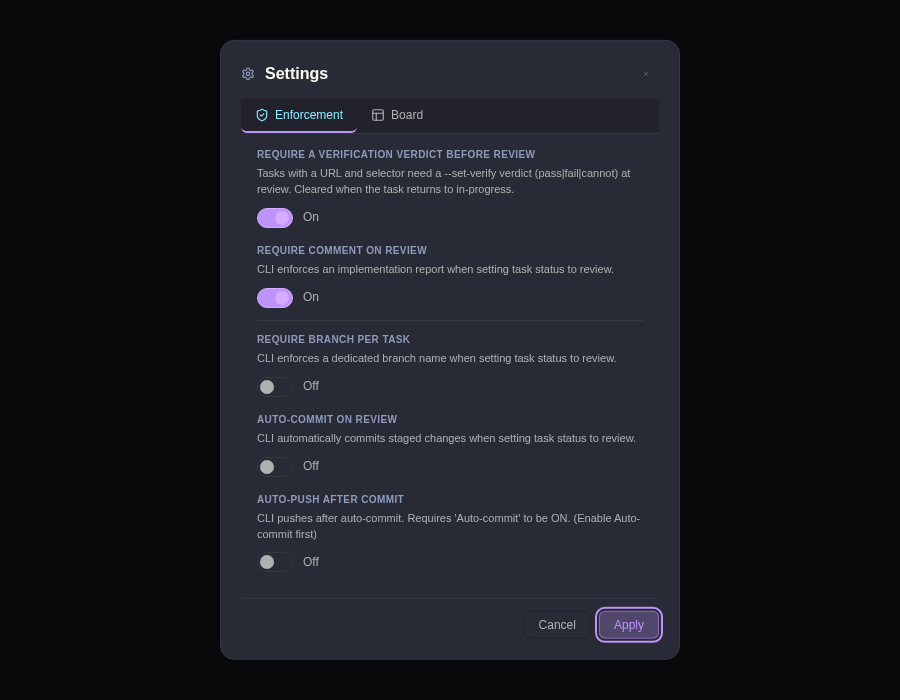 Settings
×
Enforcement
Board
REQUIRE A VERIFICATION VERDICT BEFORE REVIEW
Tasks with a URL and selector need a --set-verify verdict (pass|fail|cannot) at
review. Cleared when the task returns to in-progress.
On
REQUIRE COMMENT ON REVIEW
CLI enforces an implementation report when setting task status to review.
On
REQUIRE BRANCH PER TASK
CLI enforces a dedicated branch name when setting task status to review.
Off
AUTO-COMMIT ON REVIEW
CLI automatically commits staged changes when setting task status to review.
Off
AUTO-PUSH AFTER COMMIT
CLI pushes after auto-commit. Requires 'Auto-commit' to be ON. (Enable Auto-
commit first)
Off
Cancel
Apply